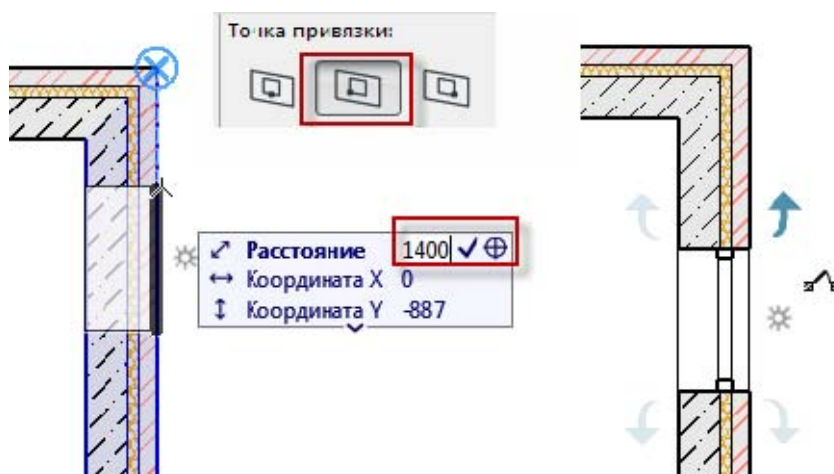 Точка привязки:
Расстояние 1400
Координата X 0
Координата Y -887